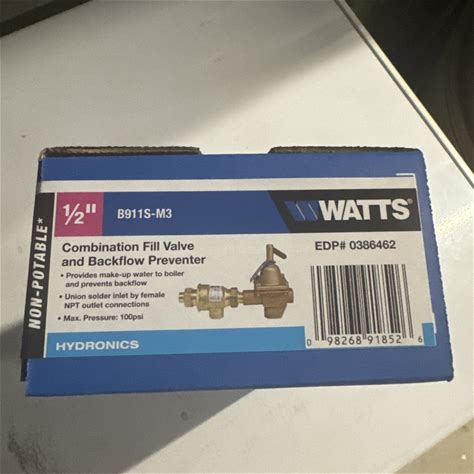 NON-POTABLE*
1/2"
B911S-M3
Combination Fill Valve
and Backflow Preventer
• Provides make-up water to boiler
and prevents backflow
• Union solder inlet by female
NPT outlet connections
• Max. Pressure: 100psi
HYDRONICS
WATTS®
EDP# 0386462
0 98268 91852 6